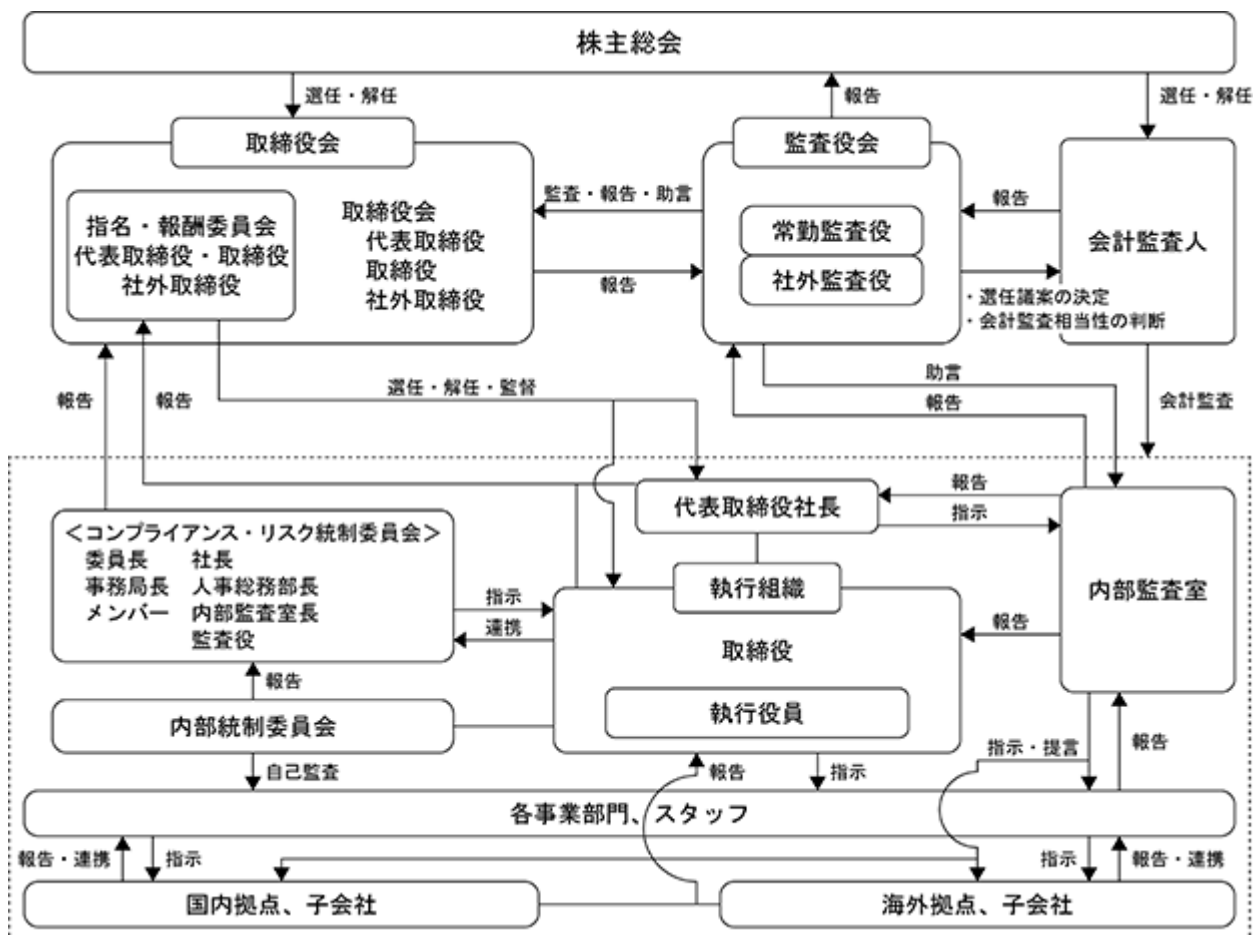 株主総会
選任・解任
報告
選任・解任
取締役会
監査役会
会計監査人
指名・報酬委員会
代表取締役・取締役
社外取締役
取締役会
代表取締役
取締役
社外取締役
監査・報告・助言
報告
常勤監査役
社外監査役
報告
・選任議案の決定
・会計監査相当性の判断
報告
報告
選任・解任・監督
助言
報告
会計監査
代表取締役社長
報告
指示
内部監査室
＜コンプライアンス・リスク統制委員会＞
委員長 社長
事務局長 人事総務部長
メンバー 内部監査室長
監査役
指示
連携
執行組織
取締役
執行役員
報告
報告
内部統制委員会
自己監査
報告
指示
指示・提言
報告
各事業部門、スタッフ
報告・連携
指示
指示
報告・連携
国内拠点、子会社
海外拠点、子会社